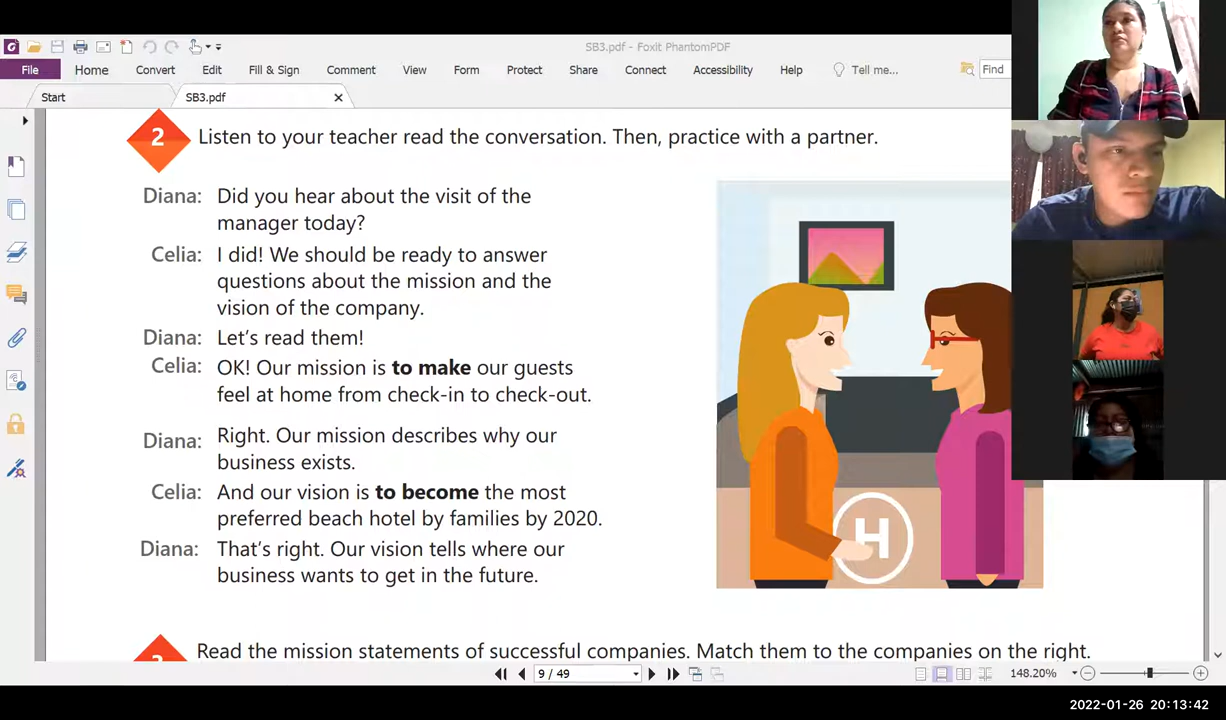 SB3.pdf - Foxit PhantomPDF
File Home Convert Edit Fill & Sign Comment View Form Protect Share Connect Accessibility Help Tell me... Find
Start SB3.pdf
2 Listen to your teacher read the conversation. Then, practice with a partner.
Diana: Did you hear about the visit of the
manager today?
Celia: I did! We should be ready to answer
questions about the mission and the
vision of the company.
Diana: Let's read them!
Celia: OK! Our mission is to make our guests
feel at home from check-in to check-out.
Diana: Right. Our mission describes why our
business exists.
Celia: And our vision is to become the most
preferred beach hotel by families by 2020.
Diana: That's right. Our vision tells where our
business wants to get in the future.
H
Read the mission statements of successful companies. Match them to the companies on the right.
9 / 49 148.20%
2022-01-26 20:13:42